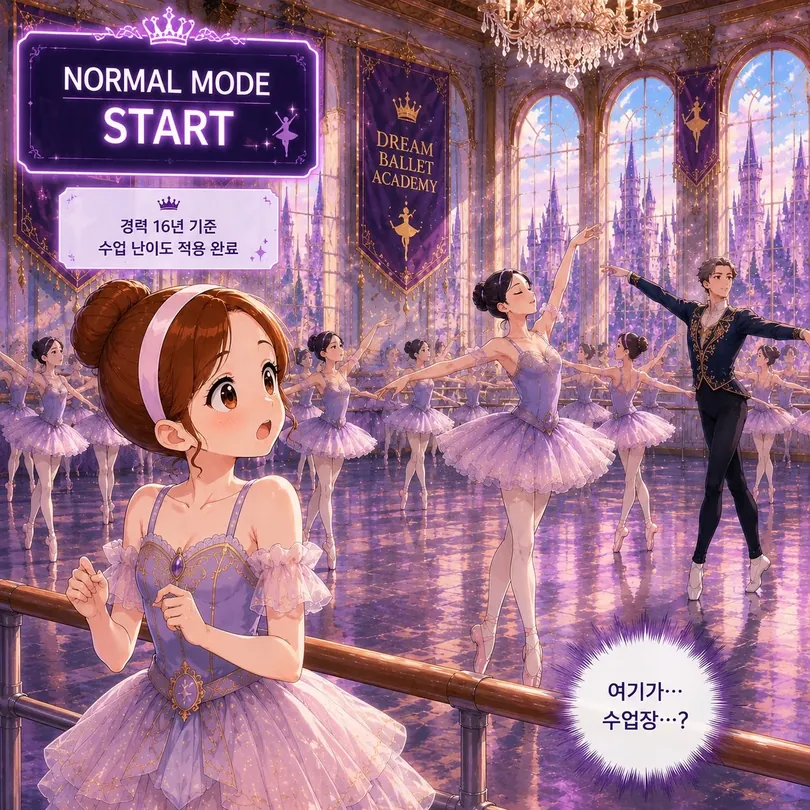 NORMAL MODE
START
경력 16년 기준
수업 난이도 적용 완료
DREAM
BALLET
ACADEMY
여기가…
수업장…?